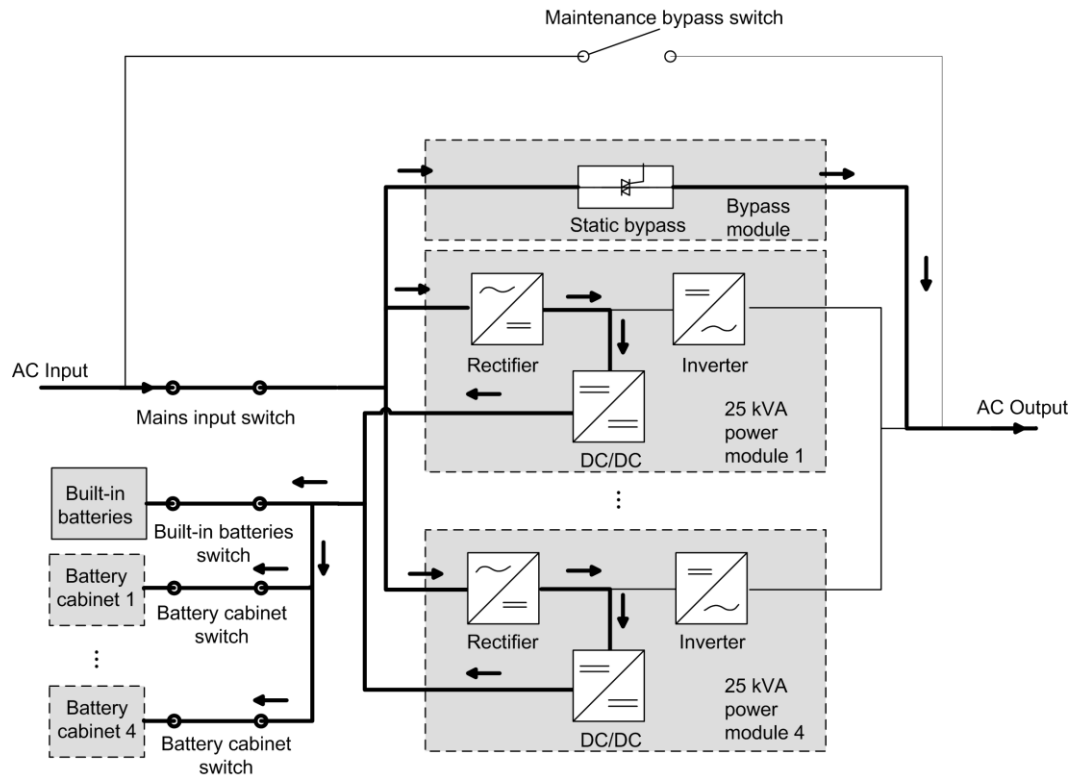 Maintenance bypass switch
Static bypass
Bypass
module
Rectifier
Inverter
AC Input
Mains input switch
DC/DC
25 kVA
power
module 1
AC Output
Built-in
batteries
Built-in batteries
switch
Battery
cabinet 1
Battery cabinet
switch
Rectifier
Inverter
Battery
cabinet 4
Battery cabinet
switch
DC/DC
25 kVA
power
module 4